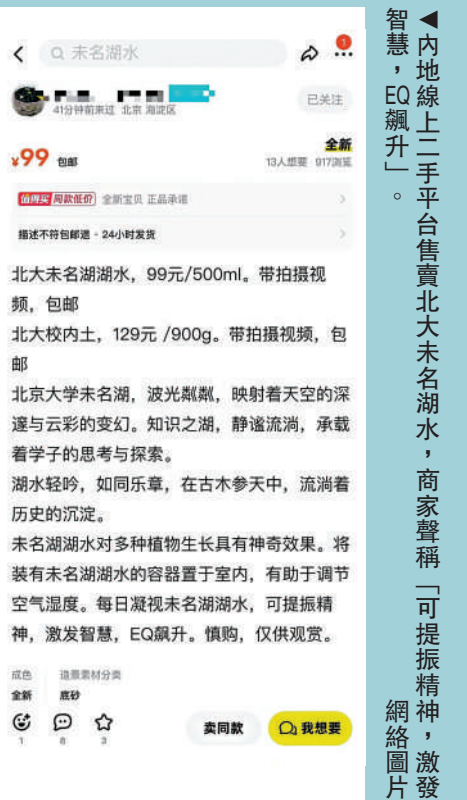 未名湖水
1
41分钟前来过 北京 海淀区
已关注
¥99 包邮
全新
13人想要 917浏览
值得买 同款低价 全新宝贝 正品承诺
描述不符包邮退·24小时发货
北大未名湖湖水，99元/500ml。带拍摄视
频，包邮
北大校内土，129元 /900g。带拍摄视频，包
邮
北京大学未名湖，波光粼粼，映射着天空的深
邃与云彩的变幻。知识之湖，静谧流淌，承载
着学子的思考与探索。
湖水轻吟，如同乐章，在古木参天中，流淌着
历史的沉淀。
未名湖湖水对多种植物生长具有神奇效果。将
装有未名湖湖水的容器置于室内，有助于调节
空气湿度。每日凝视未名湖湖水，可提振精
神，激发智慧，EQ飙升。慎购，仅供观赏。
成色 造景素材分类
全新 底砂
1 8 3
卖同款
我想要
◀內地線上二手平台售賣北大未名湖水，商家聲稱「可提振精神，激發
智慧，EQ飆升」。
網絡圖片